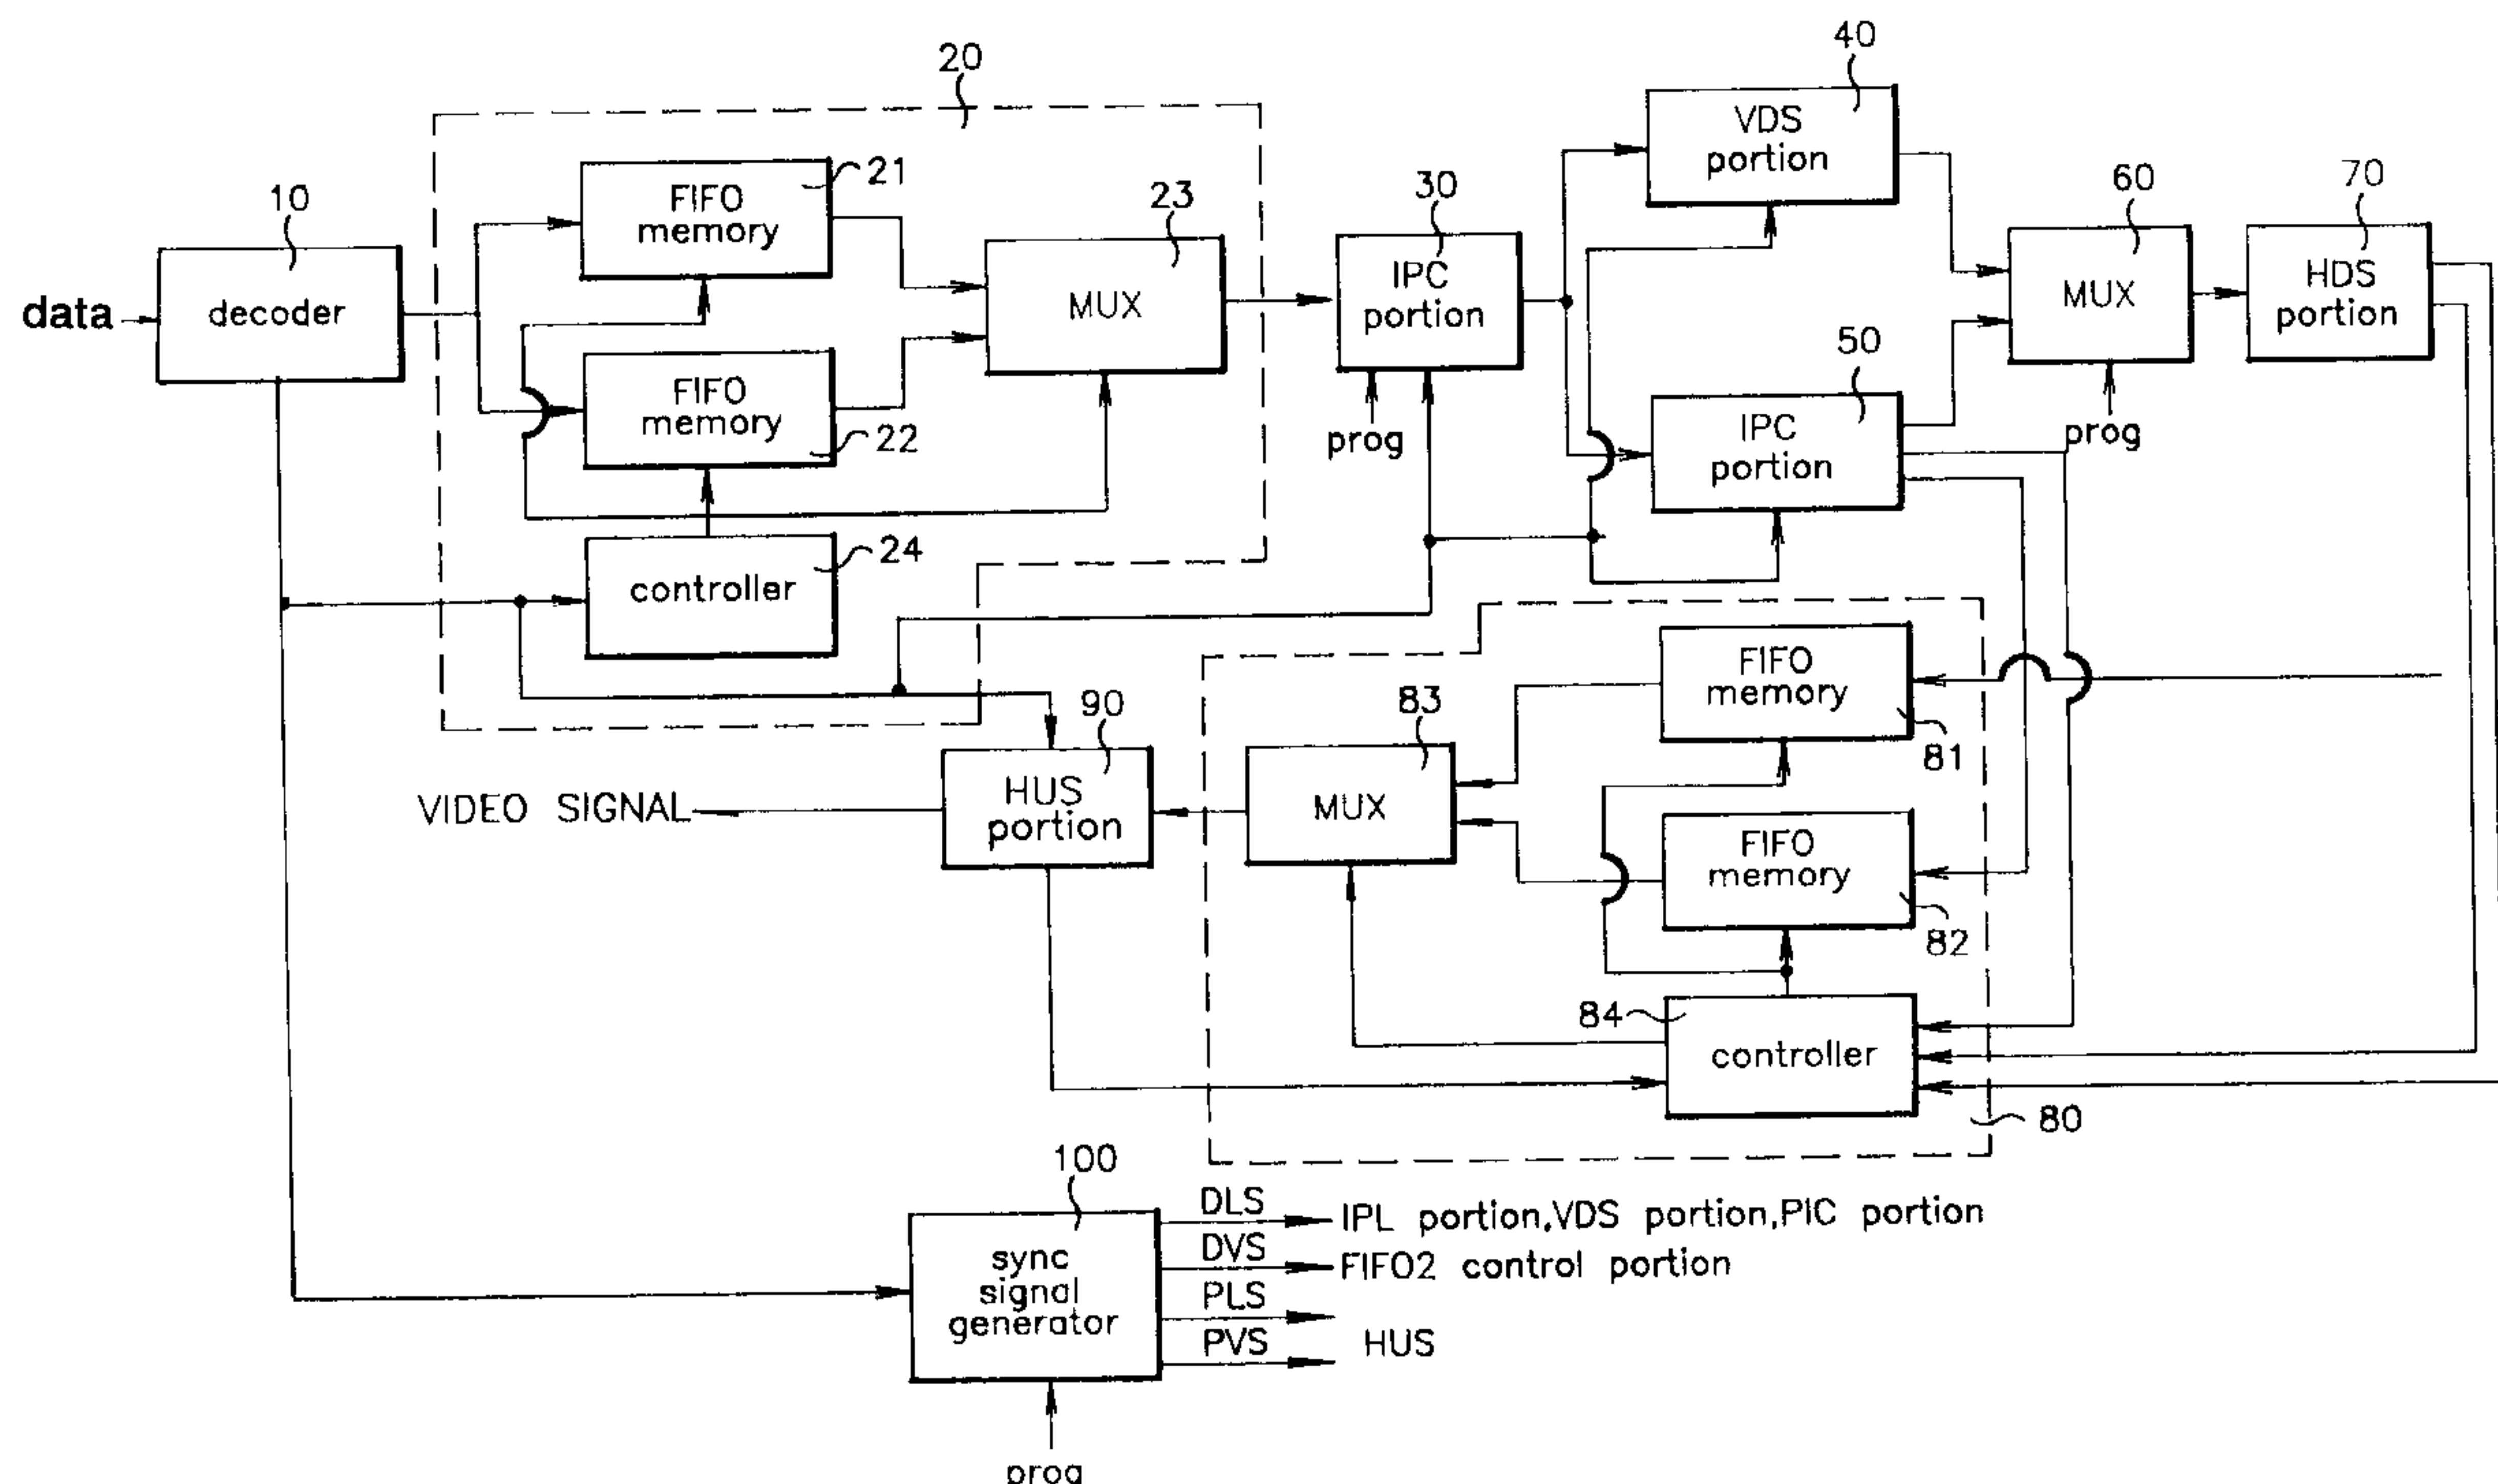 40
VDS
portion
20
21
FIFO
memory
10
23
30
60
70
data
decoder
MUX
IPC
portion
MUX
HDS
portion
50
FIFO
memory
22
prog
IPC
portion
prog
24
controller
FIFO
memory
81
90
83
HUS
portion
VIDEO SIGNAL
MUX
FIFO
memory
82
84
controller
80
100
sync
signal
generator
DLS
IPL portion,VDS portion,PIC portion
DVS
FIFO2 control portion
PLS
PVS
HUS
prog